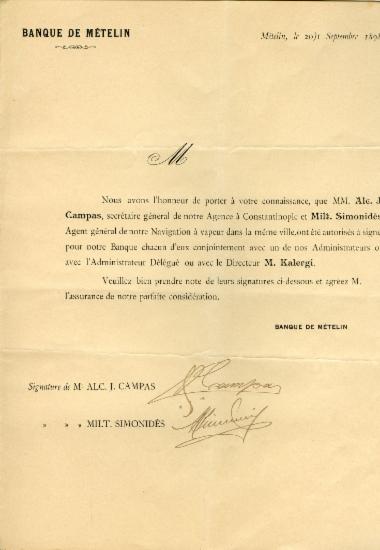 BANQUE DE MÉTELIN
Mételin, le 20/1 Septembre 189
M
Nous avons l'honneur de porter à votre connaissance, que MM. Alc. J
Campas, secrétaire général de notre Agence à Constantinople et Milt. Simonidès
Agent général de notre Navigation à vapeur dans la même ville,ont été autorisés à signe
pour notre Banque chacun d'eux conjointement avec un de nos Administrateurs o
avec l'Administrateur Délégué ou avec le Directeur M. Kalergi.
Veuillez bien prendre note de leurs signatures ci-dessous et agréez M.
l'assurance de notre parfaite considération.
BANQUE DE MÉTELIN
Signature de M. ALC. J. CAMPAS Campas
» » » MILT. SIMONIDÈS